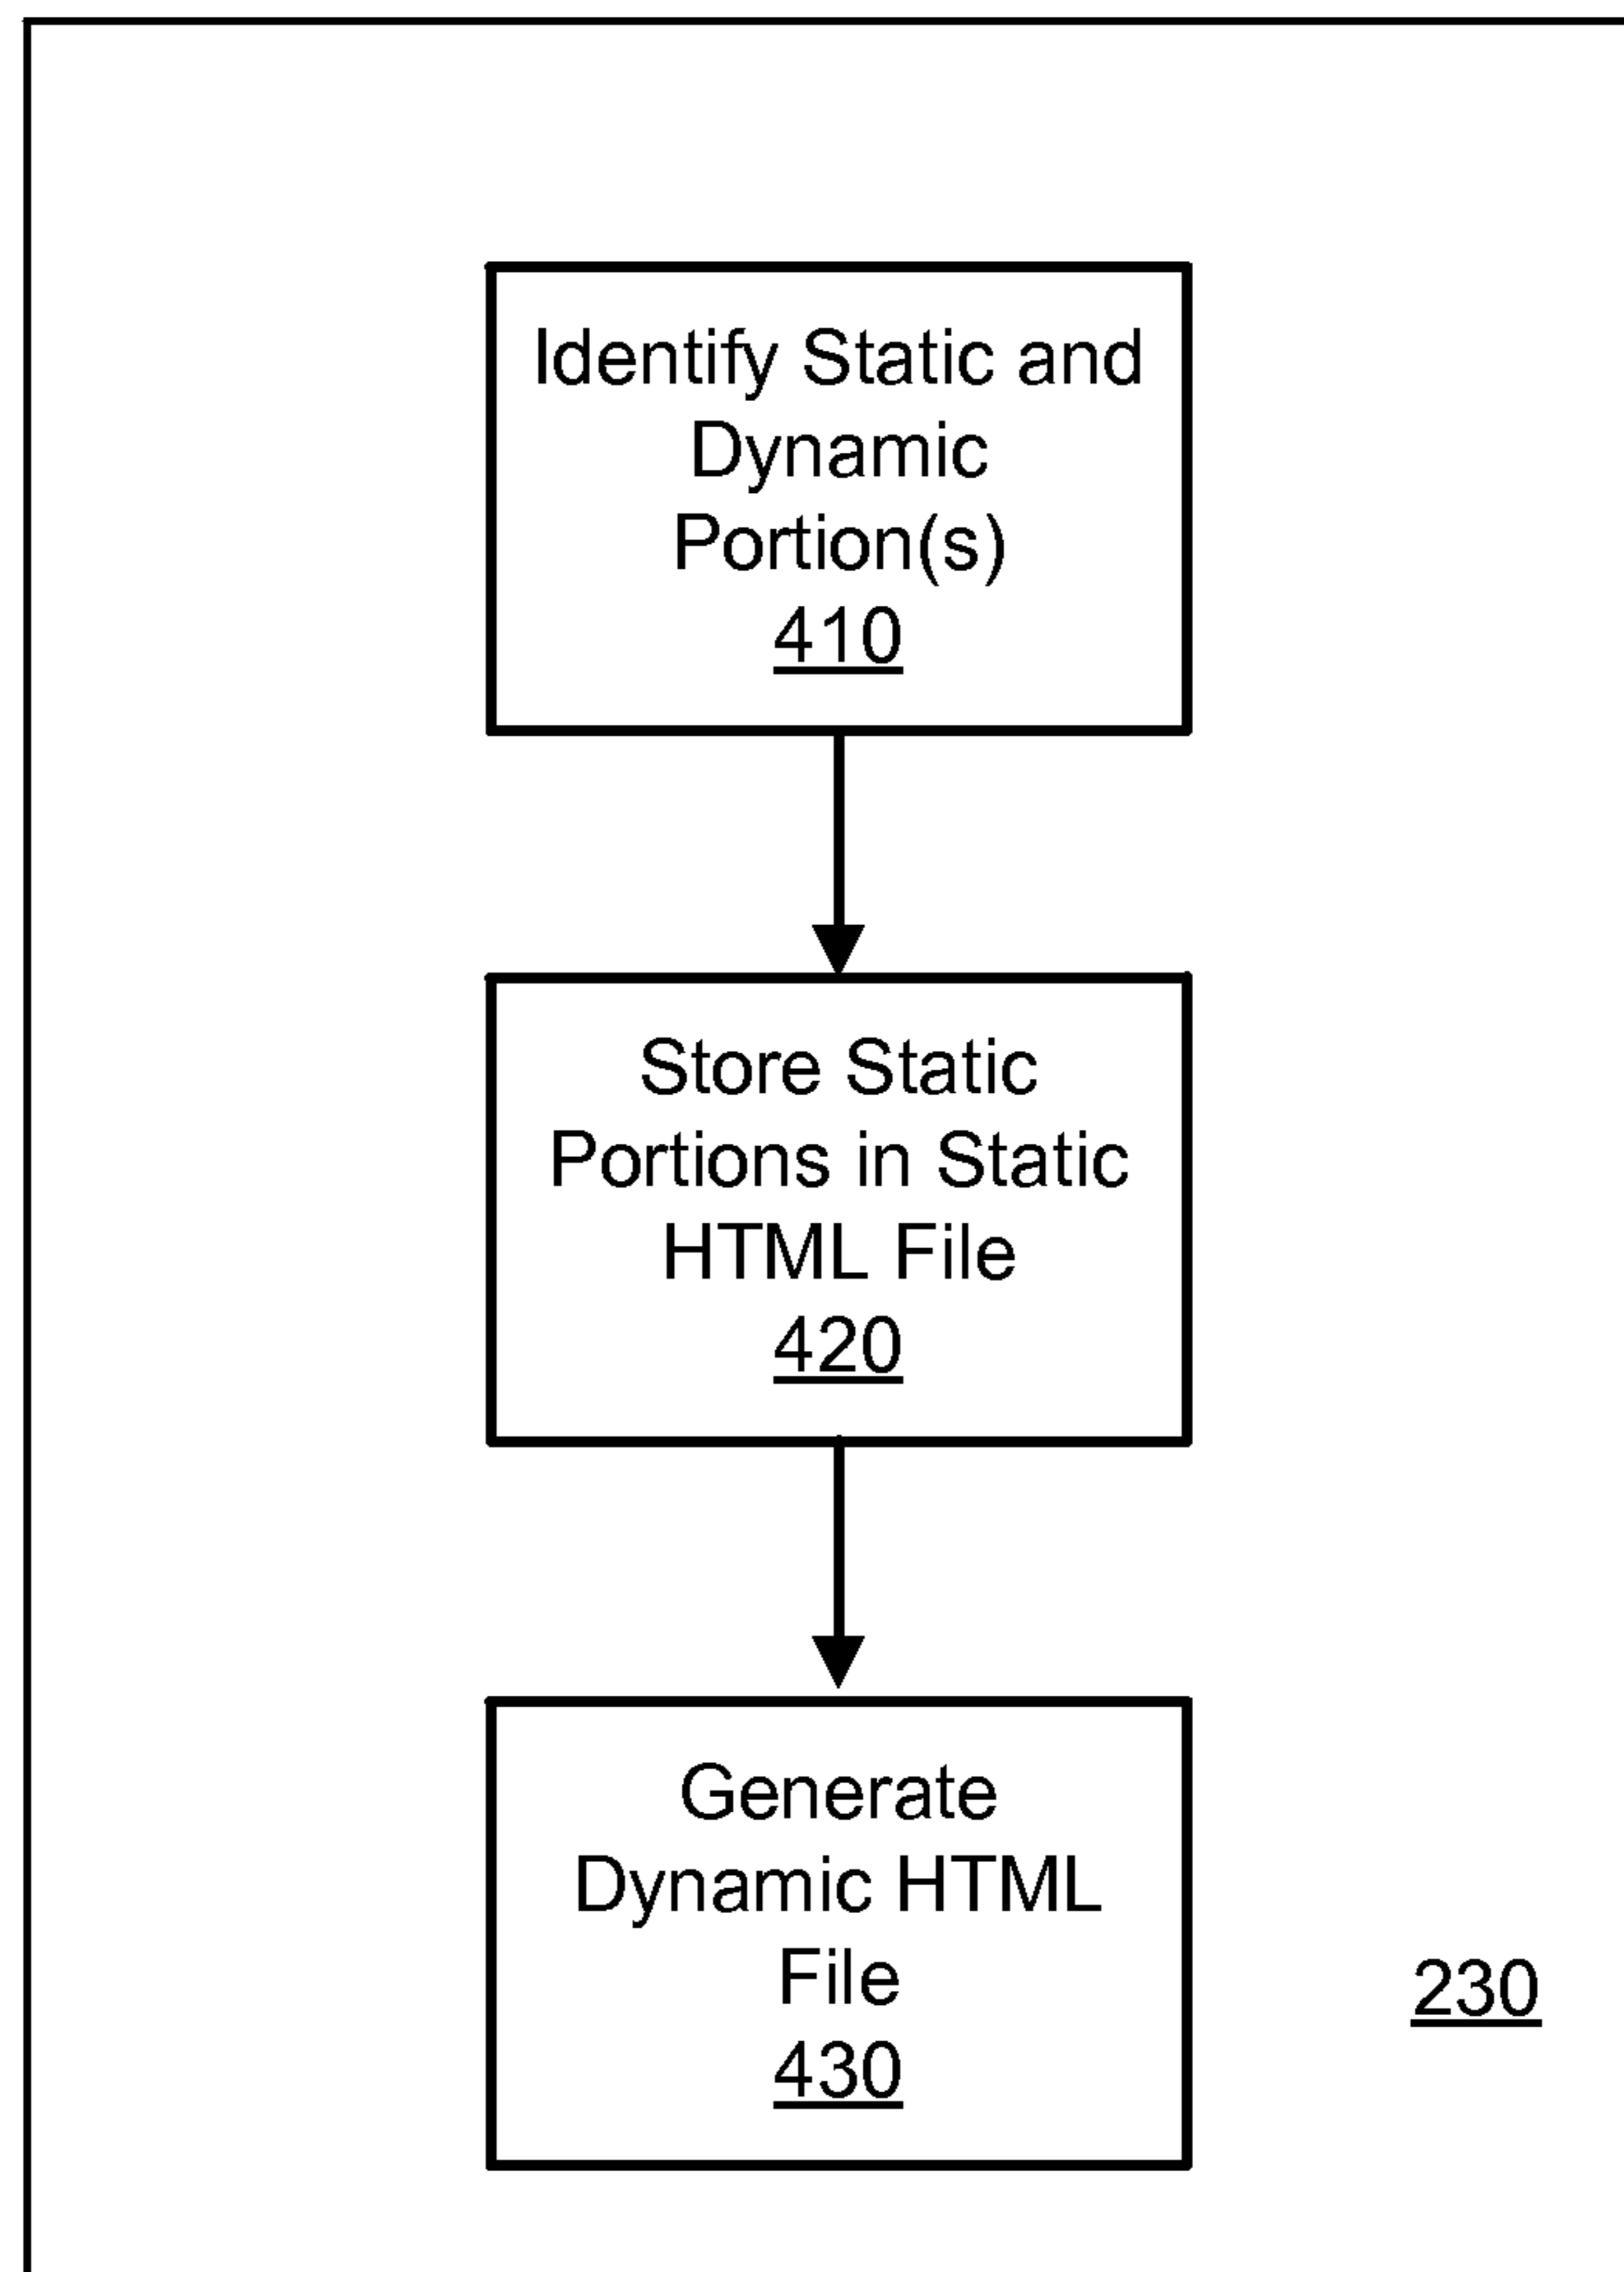 Identify Static and
Dynamic
Portion(s)
410
Store Static
Portions in Static
HTML File
420
Generate
Dynamic HTML
File
430
230